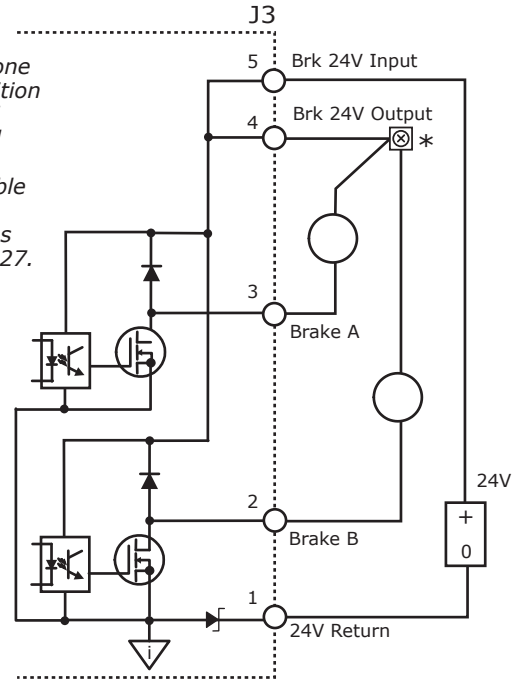 J3
one
ition
ble
s
27.
5 Brk 24V Input
4 Brk 24V Output
*
3
Brake A
24V
+
0
2
Brake B
1
24V Return
i